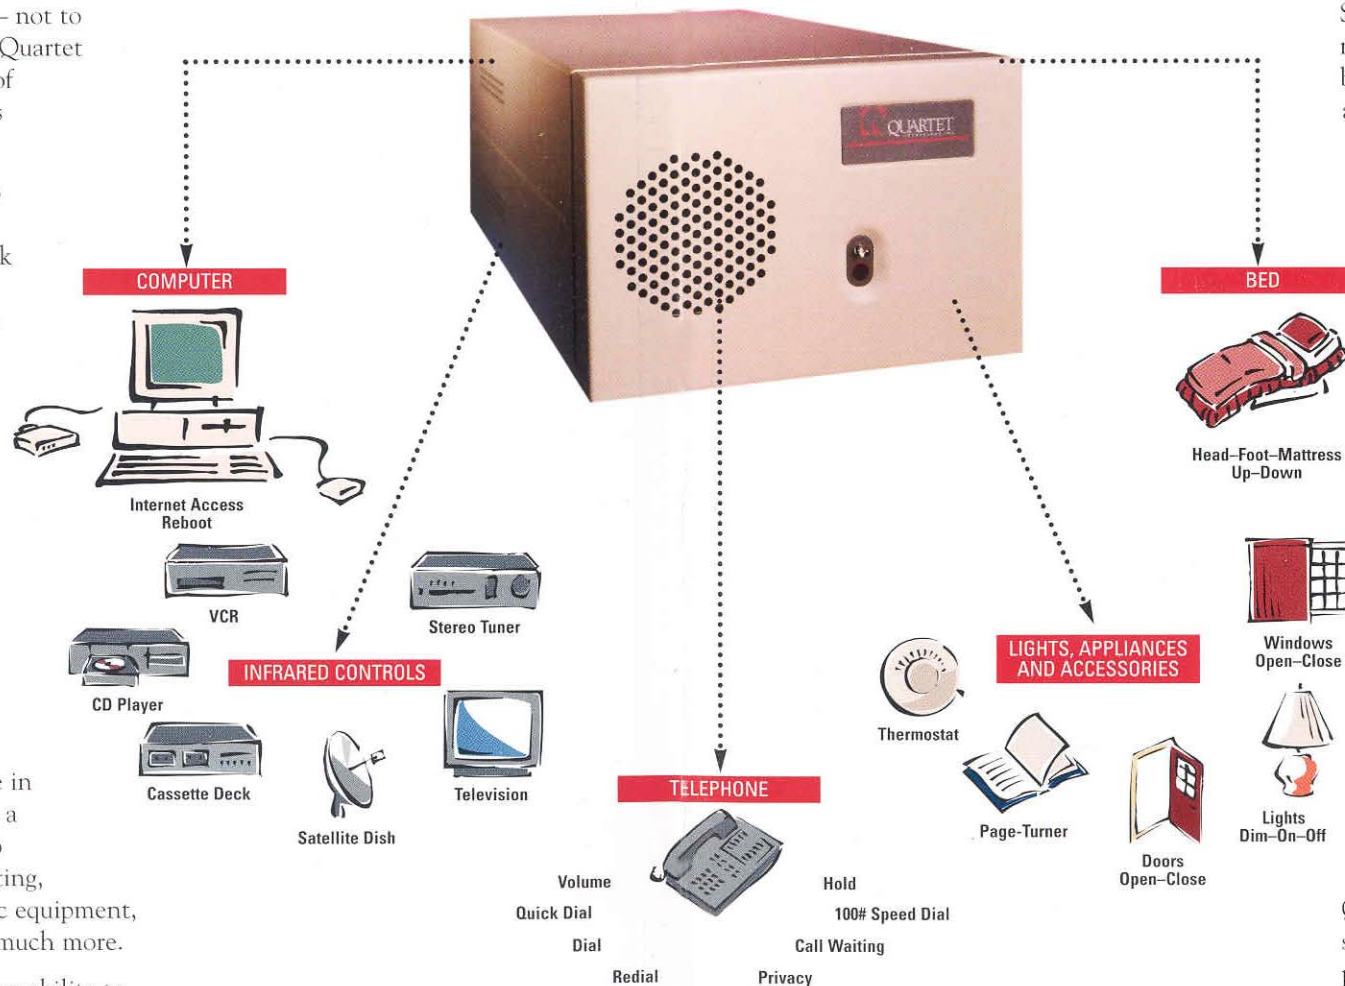 – not to
Quartet
of
QUARTET
COMPUTER
BED
Internet Access
Reboot
Head–Foot–Mattress
Up–Down
VCR
Stereo Tuner
CD Player
INFRARED CONTROLS
Cassette Deck
Satellite Dish
Television
TELEPHONE
Volume
Hold
Quick Dial
100# Speed Dial
Dial
Call Waiting
Redial
Privacy
LIGHTS, APPLIANCES
AND ACCESSORIES
Thermostat
Page-Turner
Doors
Open–Close
Windows
Open–Close
Lights
Dim–On–Off
in
a
equipment,
much more.